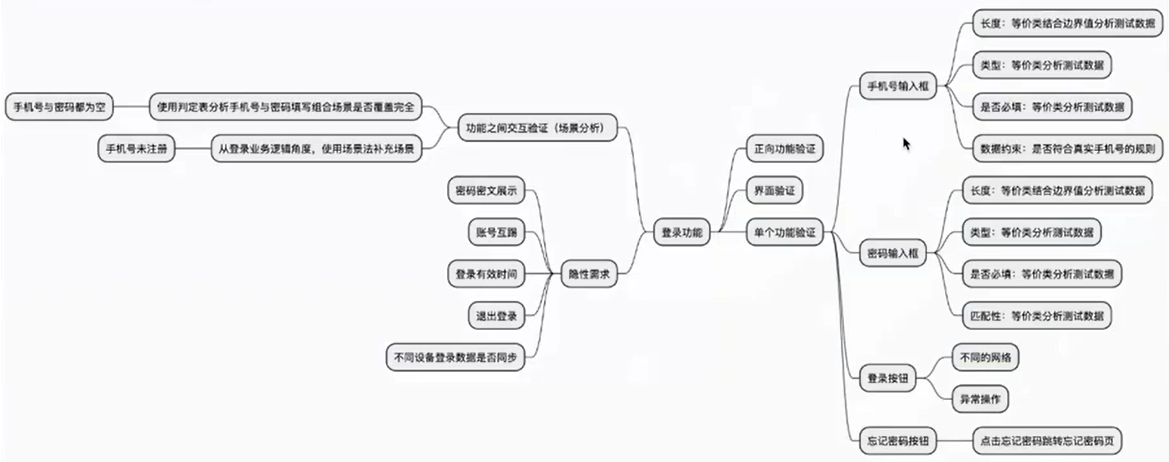 登录功能
正向功能验证
界面验证
单个功能验证
手机号输入框
长度：等价类结合边界值分析测试数据
类型：等价类分析测试数据
是否必填：等价类分析测试数据
数据约束：是否符合真实手机号的规则
密码输入框
长度：等价类结合边界值分析测试数据
类型：等价类分析测试数据
是否必填：等价类分析测试数据
匹配性：等价类分析测试数据
登录按钮
不同的网络
异常操作
忘记密码按钮
点击忘记密码跳转忘记密码页
功能之间交互验证（场景分析）
使用判定表分析手机号与密码填写组合场景是否覆盖完全
手机号与密码都为空
从登录业务逻辑角度，使用场景法补充场景
手机号未注册
隐性需求
密码密文展示
账号互踢
登录有效时间
退出登录
不同设备登录数据是否同步